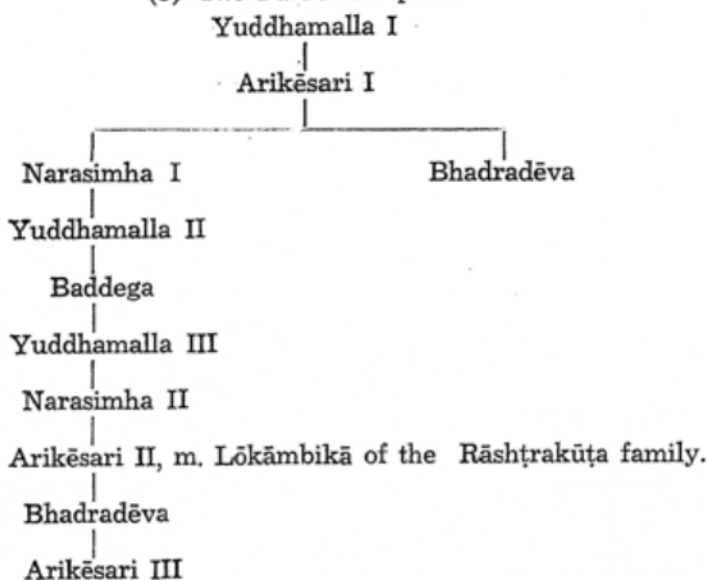 Yuddhamalla I
Arikēsari I
Narasimha I Bhadradēva
Yuddhamalla II
Baddega
Yuddhamalla III
Narasimha II
Arikēsari II, m. Lōkāmbikā of the Rāshṭrakūṭa family.
Bhadradēva
Arikēsari III